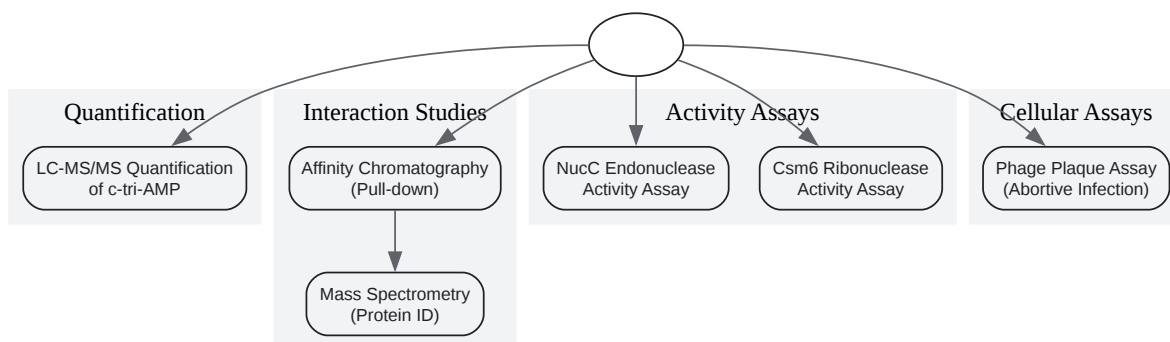 Quantification
Interaction Studies
Activity Assays
Cellular Assays
LC-MS/MS Quantification
of c-tri-AMP
Affinity Chromatography
(Pull-down)
NucC Endonuclease
Activity Assay
Csm6 Ribonuclease
Activity Assay
Phage Plaque Assay
(Abortive Infection)
Mass Spectrometry
(Protein ID)